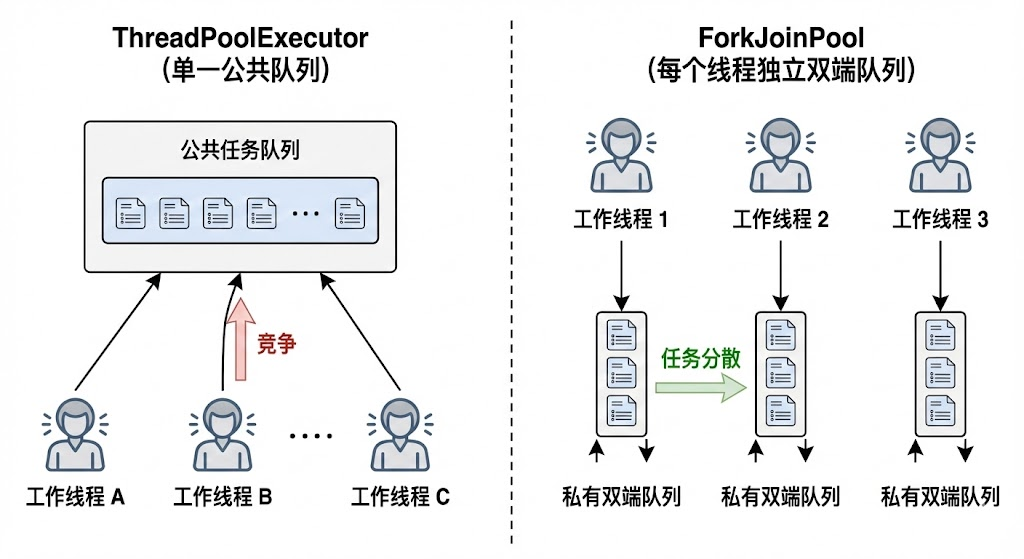 ThreadPoolExecutor
（单一公共队列）
公共任务队列
...
竞争
....
工作线程 A
工作线程 B
工作线程 C
ForkJoinPool
（每个线程独立双端队列）
工作线程 1
工作线程 2
工作线程 3
任务分散
私有双端队列
私有双端队列
私有双端队列